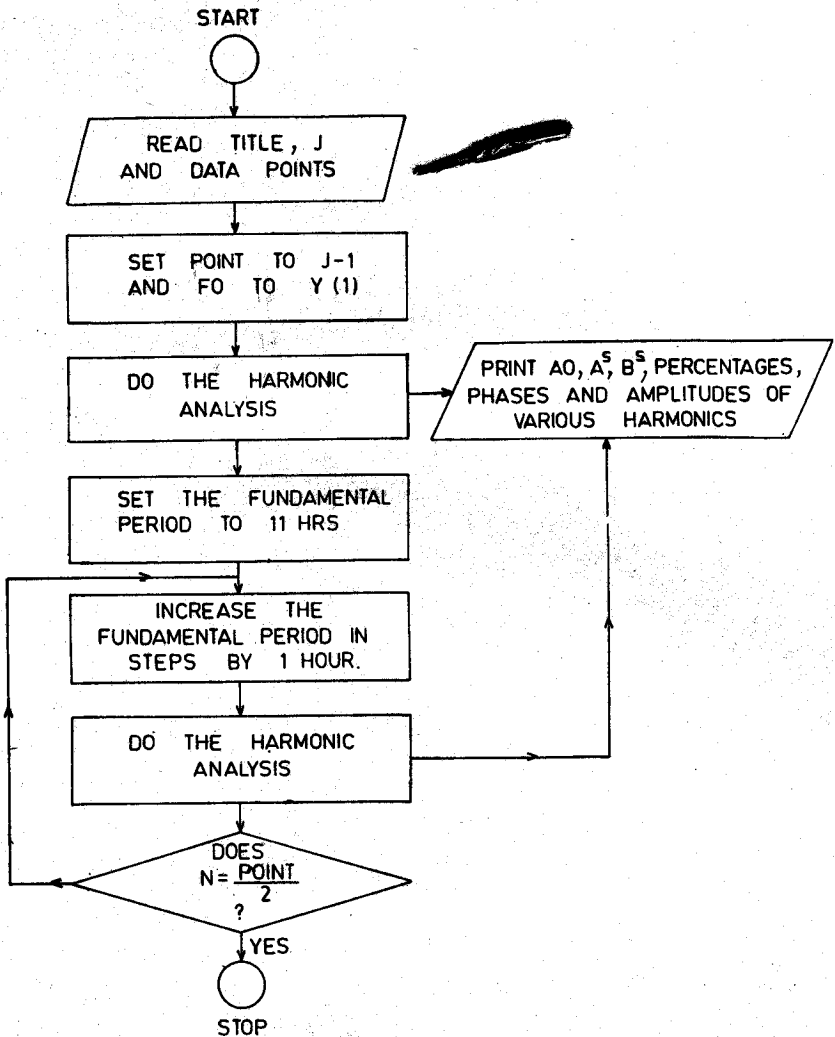 START
READ TITLE, J
AND DATA POINTS
SET POINT TO J-1
AND FO TO Y(1)
DO THE HARMONIC
ANALYSIS
PRINT AO, A^S, B^S, PERCENTAGES,
PHASES AND AMPLITUDES OF
VARIOUS HARMONICS
SET THE FUNDAMENTAL
PERIOD TO 11 HRS
INCREASE THE
FUNDAMENTAL PERIOD IN
STEPS BY 1 HOUR.
DO THE HARMONIC
ANALYSIS
DOES
N = POINT
2
?
YES
STOP